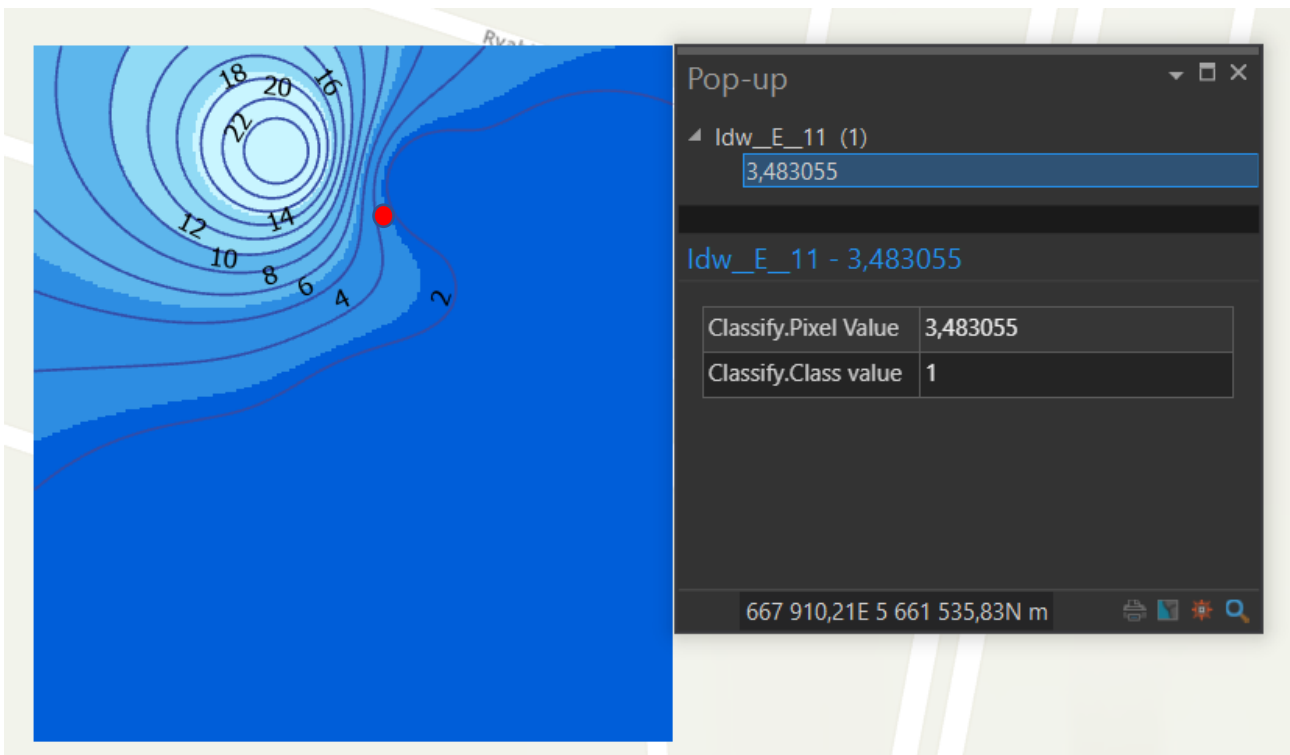 18
20
16
22
12
14
10
8
6
4
2
Pop-up
Idw__E__11 (1)
3,483055
Idw__E__11 - 3,483055
Classify.Pixel Value 3,483055
Classify.Class value 1
667 910,21E 5 661 535,83N m